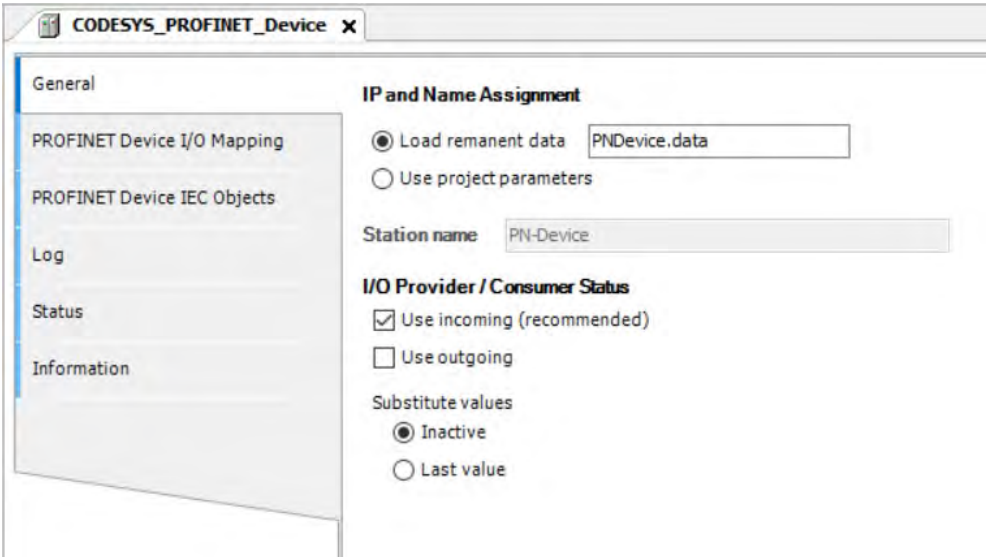 CODESYS_PROFINET_Device
General
PROFINET Device I/O Mapping
PROFINET Device IEC Objects
Log
Status
Information
IP and Name Assignment
Load remanent data PNDevice.data
Use project parameters
Station name PN-Device
I/O Provider / Consumer Status
Use incoming (recommended)
Use outgoing
Substitute values
Inactive
Last value